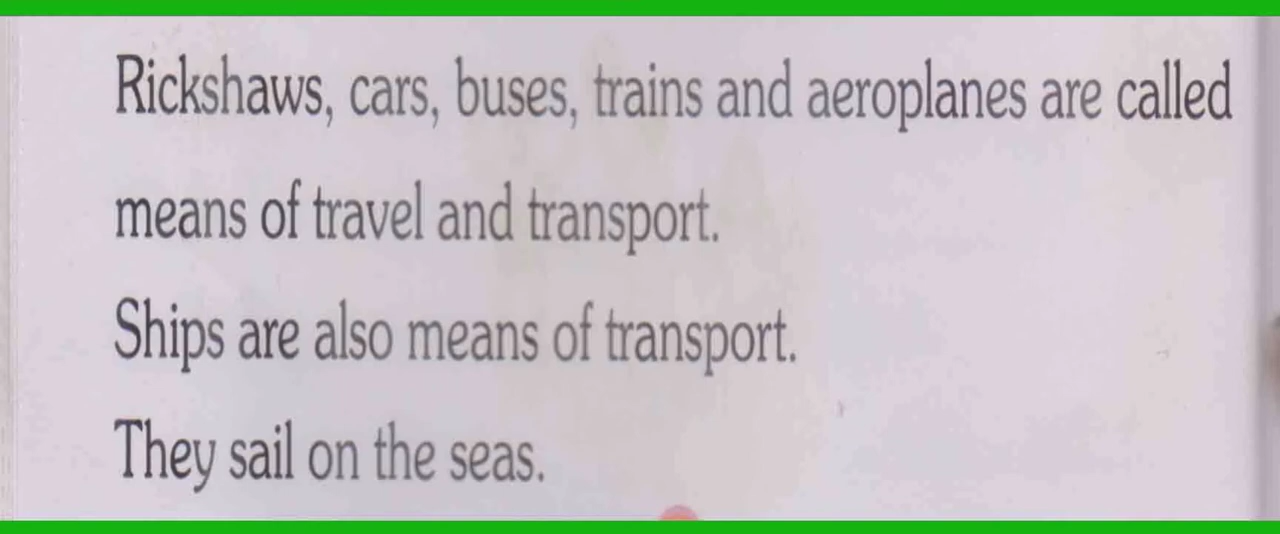 Rickshaws, cars, buses, trains and aeroplanes are called
means of travel and transport.
Ships are also means of transport.
They sail on the seas.